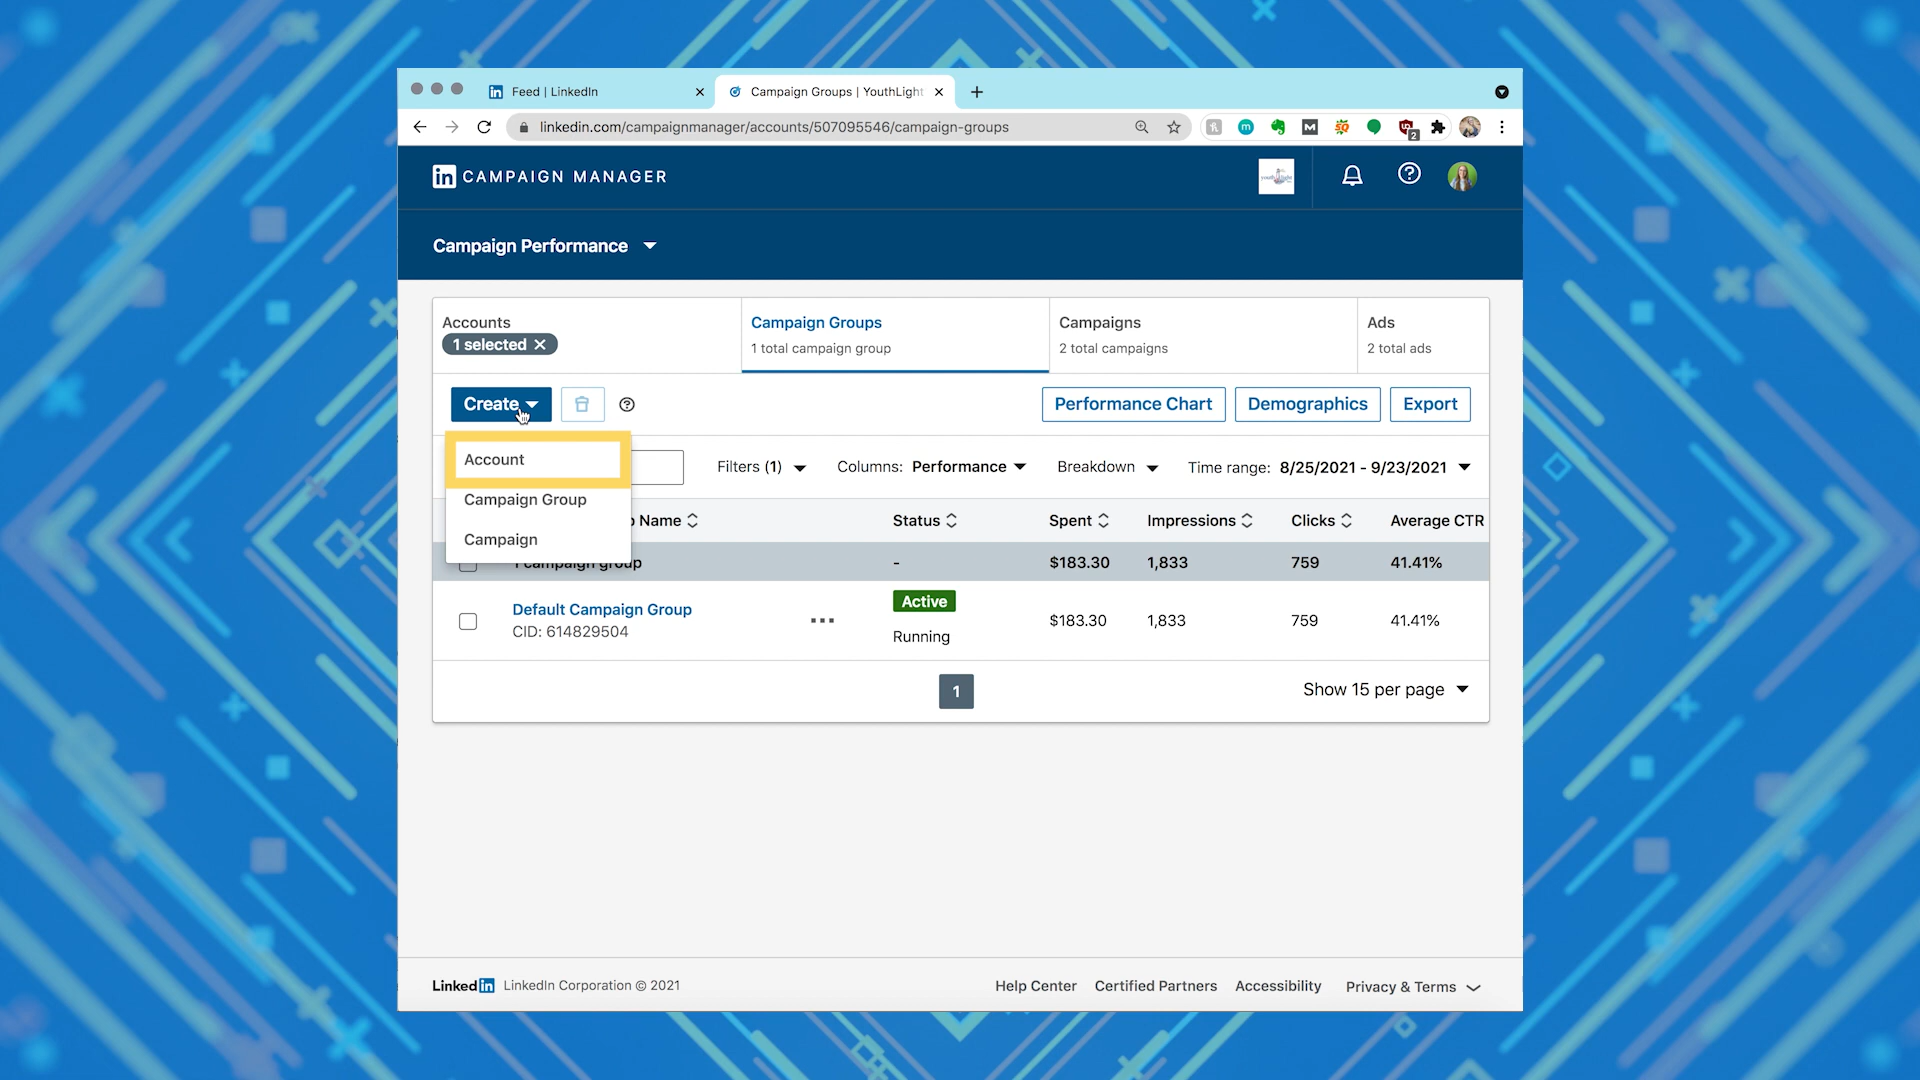 Feed | LinkedIn
Campaign Groups | YouthLight
linkedin.com/campaignmanager/accounts/507095546/campaign-groups
2
in CAMPAIGN MANAGER
Campaign Performance
Accounts
1 selected
Campaign Groups
1 total campaign group
Campaigns
2 total campaigns
Ads
2 total ads
Create
Performance Chart
Demographics
Export
Account
Campaign Group
Campaign
Filters (1)
Columns: Performance
Breakdown
Time range: 8/25/2021 - 9/23/2021
Name
Status
Spent
Impressions
Clicks
Average CTR
1 campaign group
-
$183.30
1,833
759
41.41%
Default Campaign Group
CID: 614829504
Active
Running
$183.30
1,833
759
41.41%
1
Show 15 per page
LinkedIn LinkedIn Corporation © 2021
Help Center
Certified Partners
Accessibility
Privacy & Terms